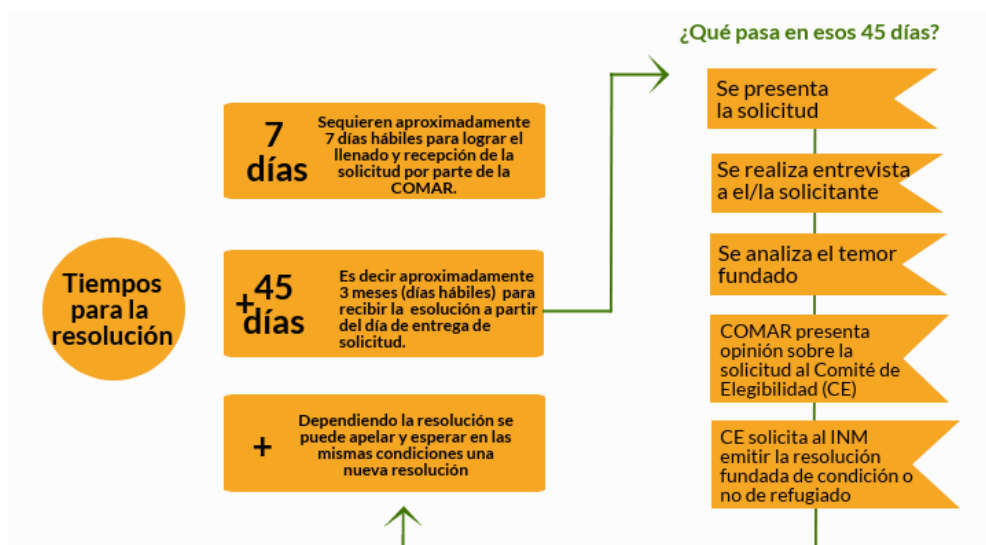 Tiempos
para la
resolución
7
días
Sequieren aproximadamente
7 días hábiles para lograr el
llenado y recepción de la
solicitud por parte de la
COMAR.
+45
días
Es decir aproximadamente
3 meses (días hábiles) para
recibir la esolución a partir
del día de entrega de
solicitud.
+
Dependiendo la resolución se
puede apelar y esperar en las
mismas condiciones una
nueva resolución
¿Qué pasa en esos 45 días?
Se presenta
la solicitud
Se realiza entrevista
a el/la solicitante
Se analiza el temor
fundado
COMAR presenta
opinión sobre la
solicitud al Comité de
Elegibilidad (CE)
CE solicita al INM
emitir la resolución
fundada de condición o
no de refugiado